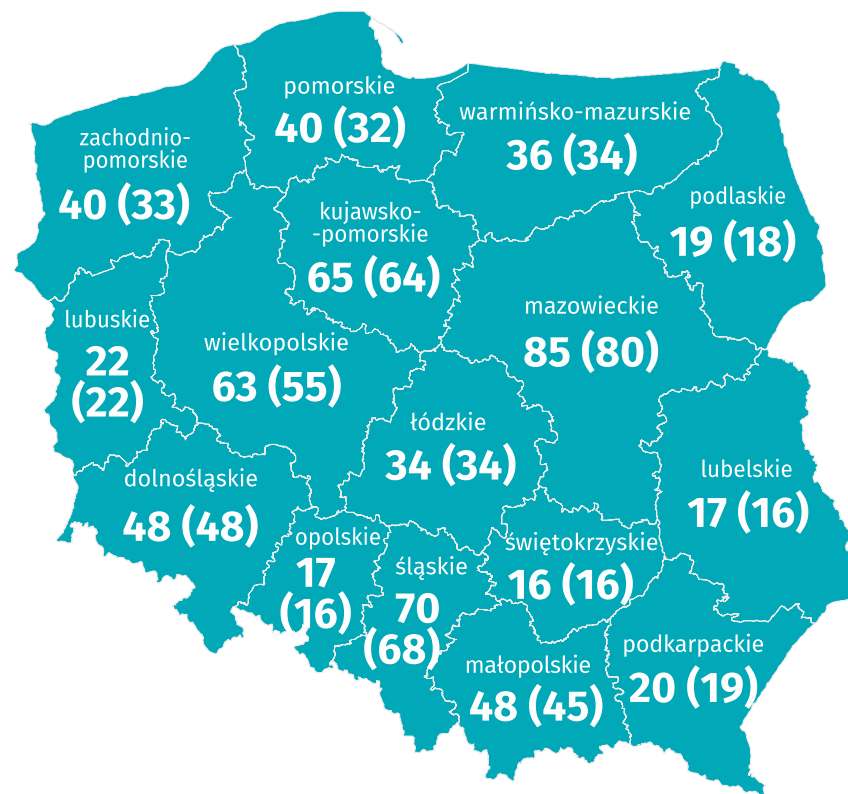 pomorskie
40 (32)
warmińsko-mazurskie
36 (34)
zachodnio-
pomorskie
40 (33)
podlaskie
19 (18)
kujawsko-
-pomorskie
65 (64)
mazowieckie
85 (80)
lubuskie
22
(22)
wielkopolskie
63 (55)
łódzkie
34 (34)
lubelskie
17 (16)
dolnośląskie
48 (48)
opolskie
17
(16)
śląskie
70
(68)
świętokrzyskie
16 (16)
małopolskie
48 (45)
podkarpackie
20 (19)